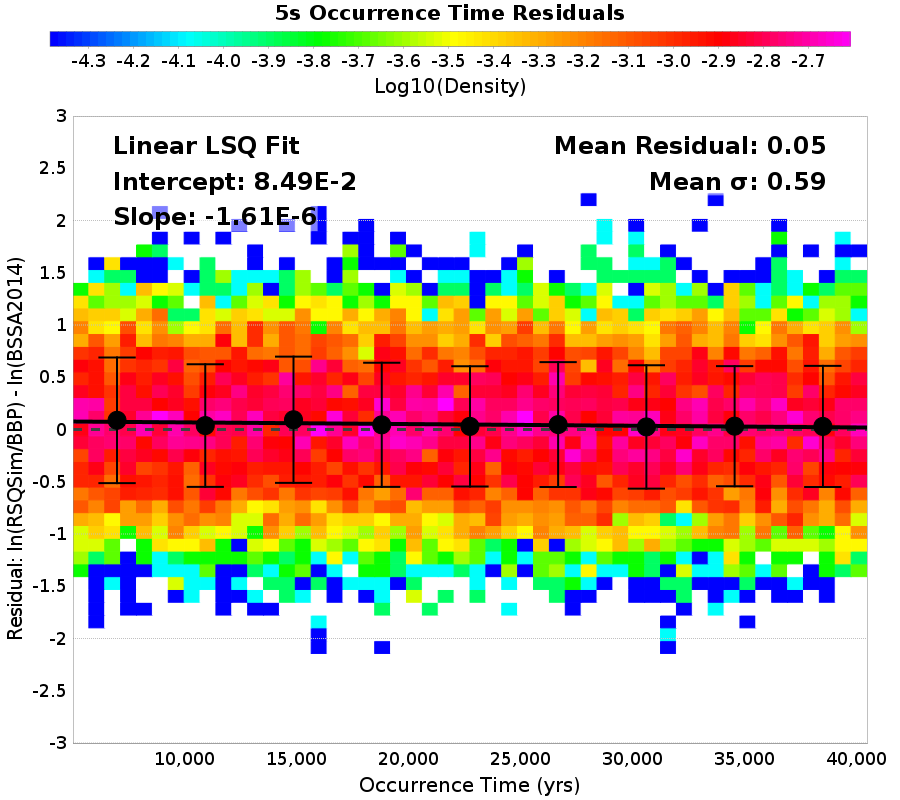 5s Occurrence Time Residuals
-4.3 -4.2 -4.1 -4.0 -3.9 -3.8 -3.7 -3.6 -3.5 -3.4 -3.3 -3.2 -3.1 -3.0 -2.9 -2.8 -2.7
Log10(Density)
Linear LSQ Fit
Intercept: 8.49E-2
Slope: -1.61E-6
Mean Residual: 0.05
Mean σ: 0.59
Residual: ln(RSQSim/BBP) - ln(BSSA2014)
3
2.5
2
1.5
1
0.5
0
-0.5
-1
-1.5
-2
-2.5
-3
10,000 15,000 20,000 25,000 30,000 35,000 40,000
Occurrence Time (yrs)